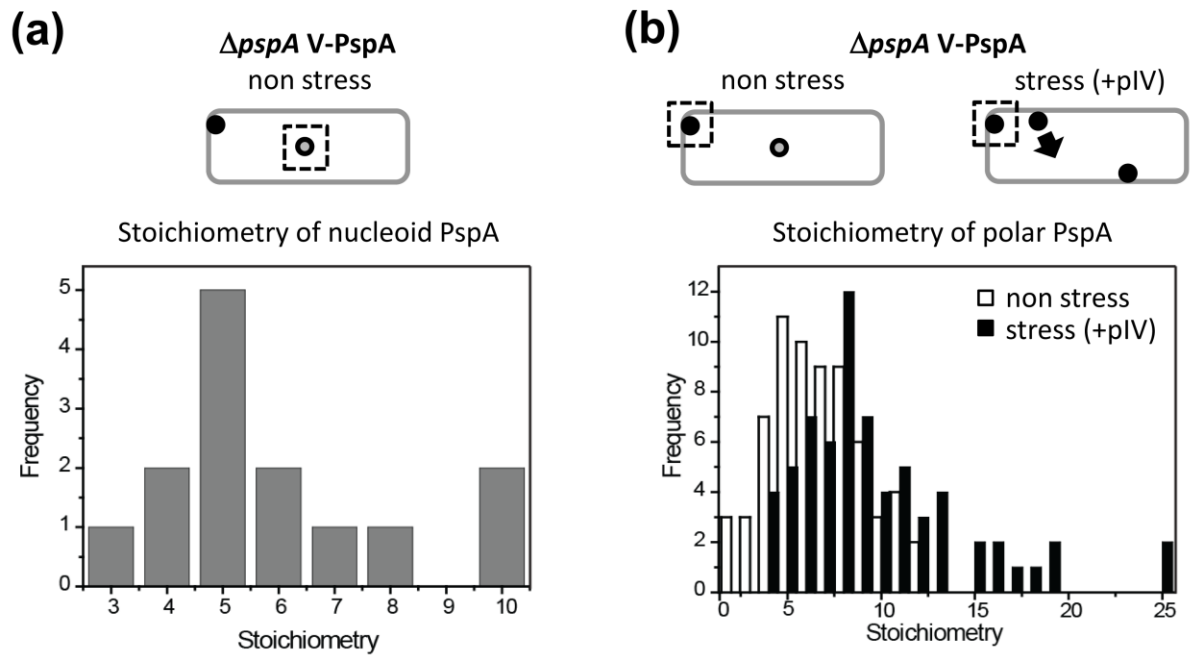 (a)
ΔpspA V-PspA
non stress
Stoichiometry of nucleoid PspA
Frequency
5
4
3
2
1
0
3 4 5 6 7 8 9 10
Stoichiometry
(b)
ΔpspA V-PspA
non stress stress (+pIV)
Stoichiometry of polar PspA
non stress
stress (+pIV)
Frequency
12
10
8
6
4
2
0
0 5 10 15 20 25
Stoichiometry